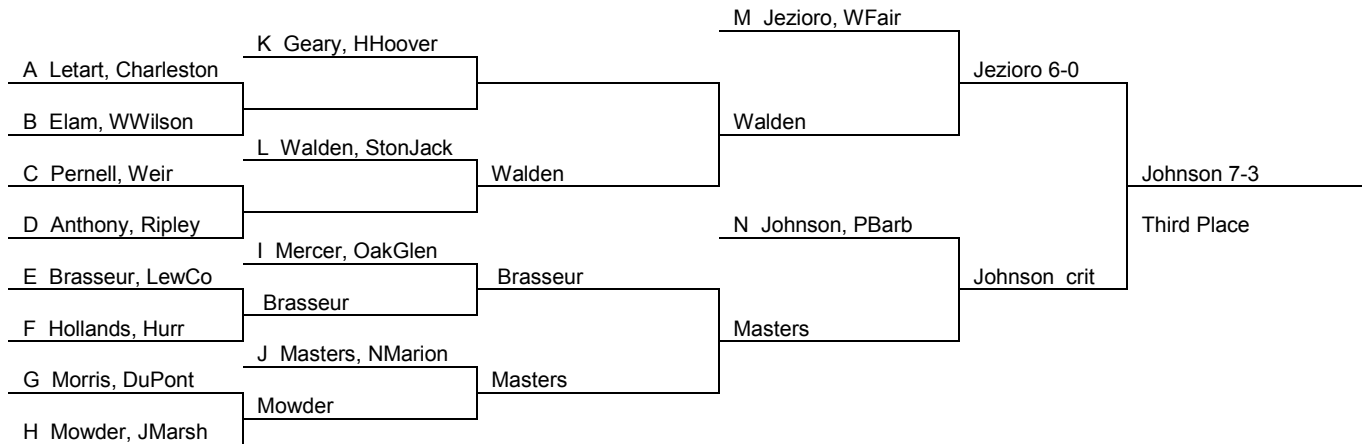 M Jezioro, WFair
K Geary, HHoover
A Letart, Charleston
Jezioro 6-0
B Elam, WWilson
Walden
L Walden, StonJack
C Pernell, Weir
Walden
Johnson 7-3
D Anthony, Ripley
N Johnson, PBarb
Third Place
I Mercer, OakGlen
E Brasseur, LewCo
Brasseur
Johnson crit
Brasseur
F Hollands, Hurr
Masters
J Masters, NMarion
G Morris, DuPont
Masters
Mowder
H Mowder, JMarsh